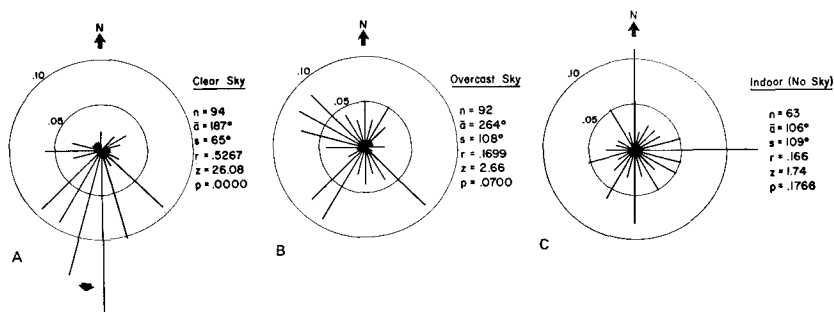 N
.10
.05
Clear Sky
n = 94
ā = 187°
s = 65°
r = .5267
z = 26.08
p = .0000
A
N
.10
.05
Overcast Sky
n = 92
ā = 264°
s = 108°
r = .1699
z = 2.66
p = .0700
B
N
.10
.05
Indoor (No Sky)
n = 63
ā = 106°
s = 109°
r = .166
z = 1.74
p = .1766
C